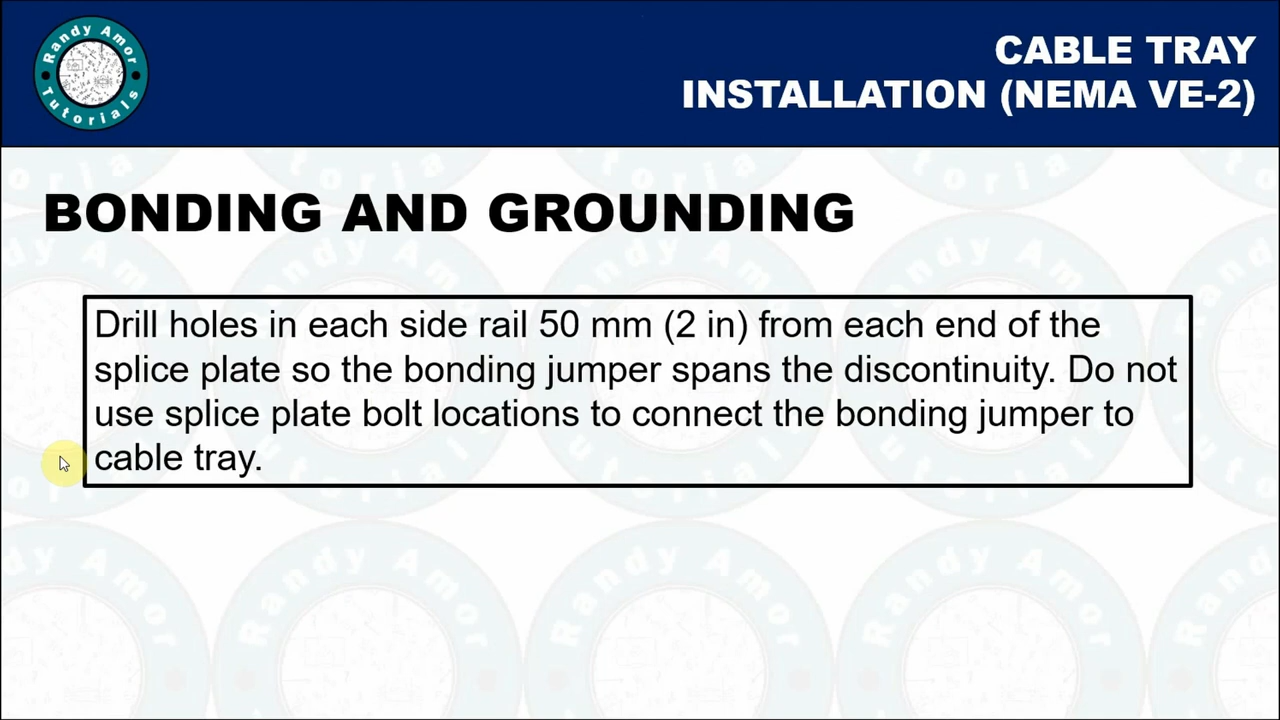 Randy Amor
Tutorials
CABLE TRAY
INSTALLATION (NEMA VE-2)
BONDING AND GROUNDING
Drill holes in each side rail 50 mm (2 in) from each end of the
splice plate so the bonding jumper spans the discontinuity. Do not
use splice plate bolt locations to connect the bonding jumper to
cable tray.